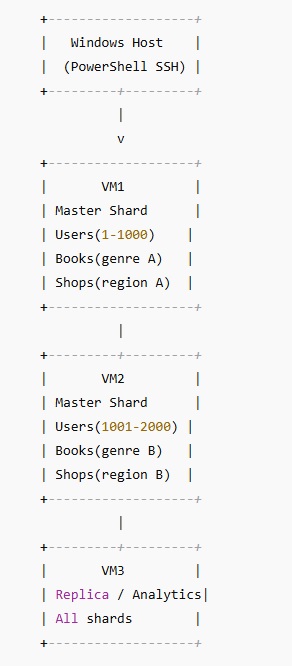 +---------+---------+
|   Windows Host    |
|  (PowerShell SSH) |
+---------+---------+
|
v
+-------------------+
|       VM1         |
| Master Shard      |
| Users(1-1000)    |
| Books(genre A)   |
| Shops(region A)  |
+-------------------+
|
+---------+---------+
|       VM2         |
| Master Shard      |
| Users(1001-2000) |
| Books(genre B)   |
| Shops(region B)  |
+-------------------+
|
+---------+---------+
|       VM3         |
| Replica / Analytics|
| All shards        |
+-------------------+